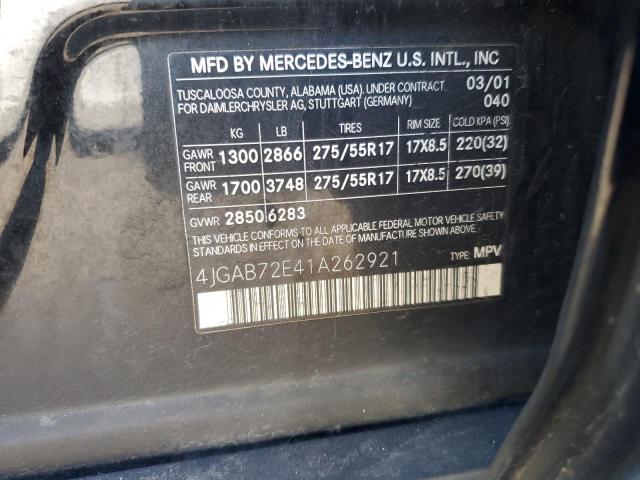 MFD BY MERCEDES-BENZ U.S. INTL., INC
TUSCALOOSA COUNTY, ALABAMA (USA). UNDER CONTRACT 03/01
FOR DAIMLERCHRYSLER AG, STUTTGART (GERMANY) 040
KG LB TIRES RIM SIZE COLD KPA (PSI)
GAWR FRONT 1300 2866 275/55R17 17X8.5 220(32)
GAWR REAR 1700 3748 275/55R17 17X8.5 270(39)
GVWR 2850 6283
THIS VEHICLE CONFORMS TO ALL APPLICABLE FEDERAL MOTOR VEHICLE SAFETY
STANDARDS IN EFFECT ON THE DATE OF MANUFACTURE SHOWN ABOVE.
4JGAB72E41A262921 TYPE: MPV